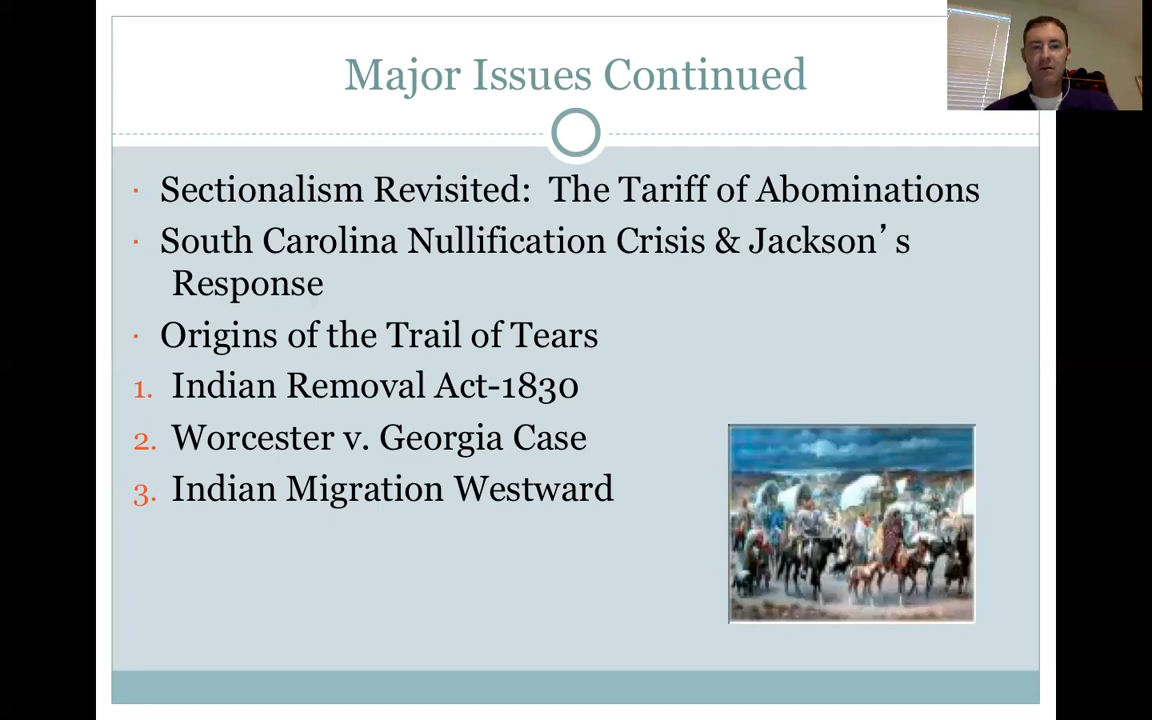 Major Issues Continued
· Sectionalism Revisited:  The Tariff of Abominations
· South Carolina Nullification Crisis & Jackson’s
Response
· Origins of the Trail of Tears
1. Indian Removal Act-1830
2. Worcester v. Georgia Case
3. Indian Migration Westward